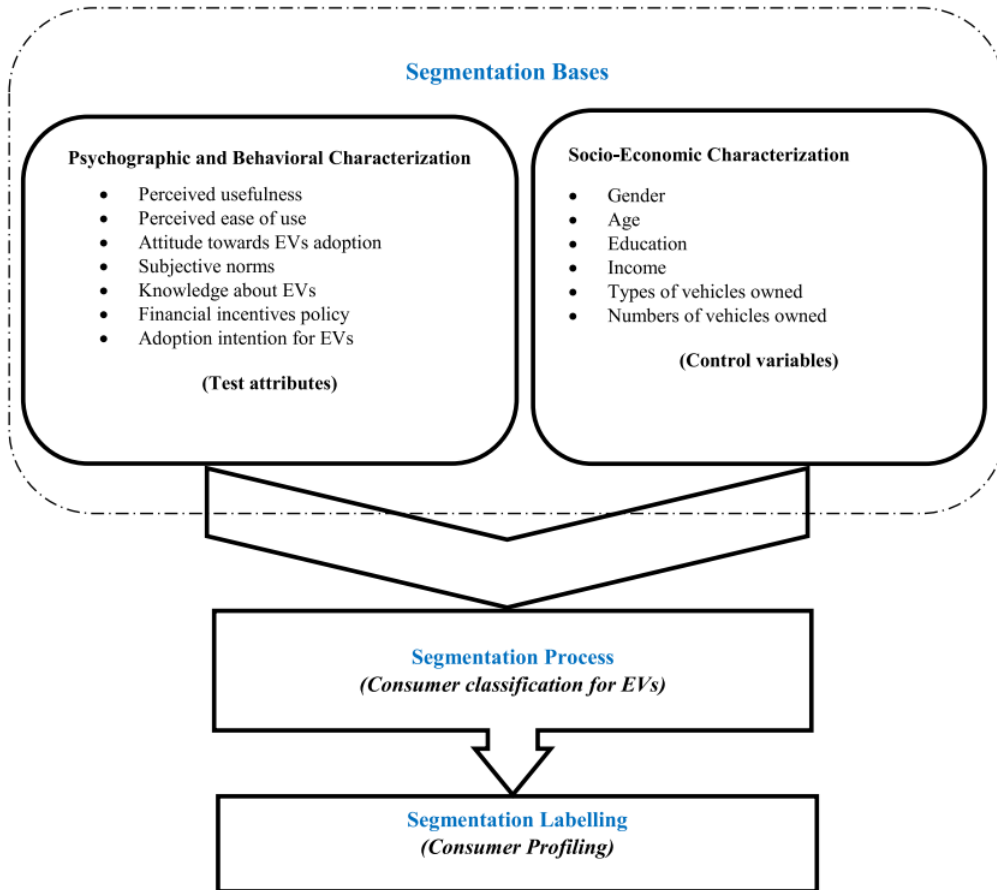 Segmentation Bases
Psychographic and Behavioral Characterization
• Perceived usefulness
• Perceived ease of use
• Attitude towards EVs adoption
• Subjective norms
• Knowledge about EVs
• Financial incentives policy
• Adoption intention for EVs
(Test attributes)
Socio-Economic Characterization
• Gender
• Age
• Education
• Income
• Types of vehicles owned
• Numbers of vehicles owned
(Control variables)
Segmentation Process
(Consumer classification for EVs)
Segmentation Labelling
(Consumer Profiling)